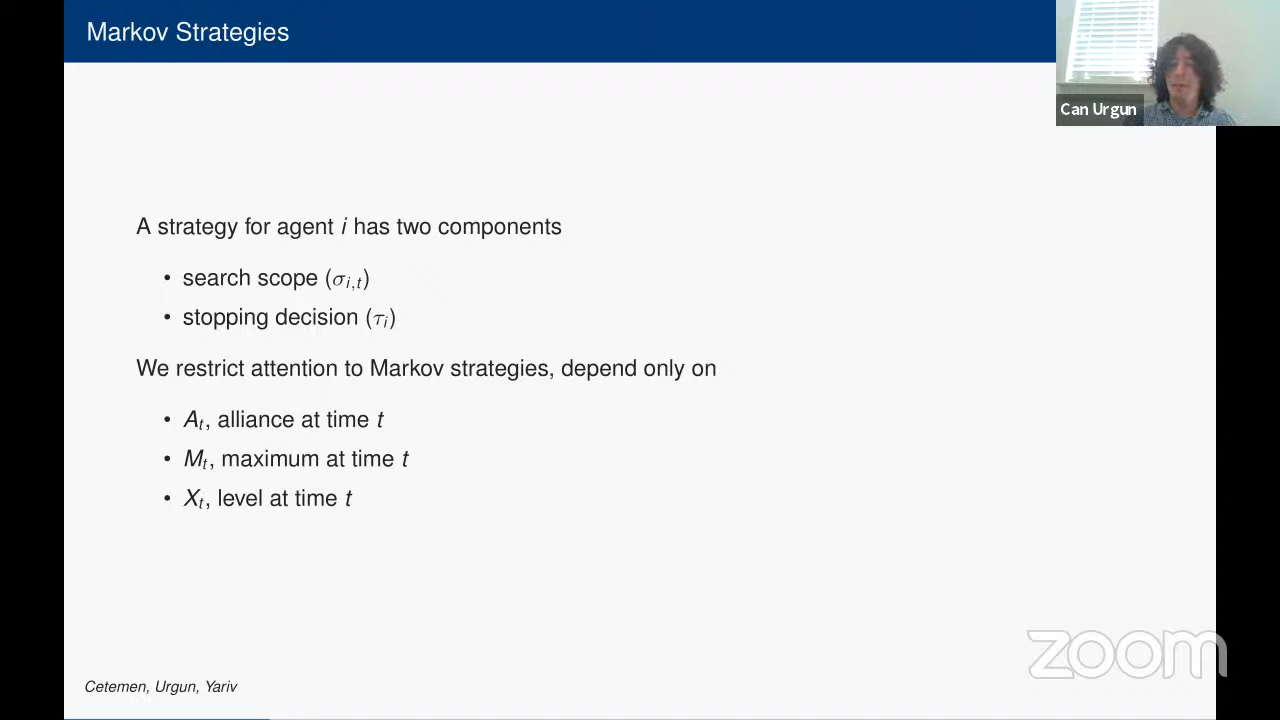 Markov Strategies
Can Urgun
A strategy for agent i has two components
• search scope (σi,t)
• stopping decision (τi)
We restrict attention to Markov strategies, depend only on
• At, alliance at time t
• Mt, maximum at time t
• Xt, level at time t
zoom
Cetemen, Urgun, Yariv